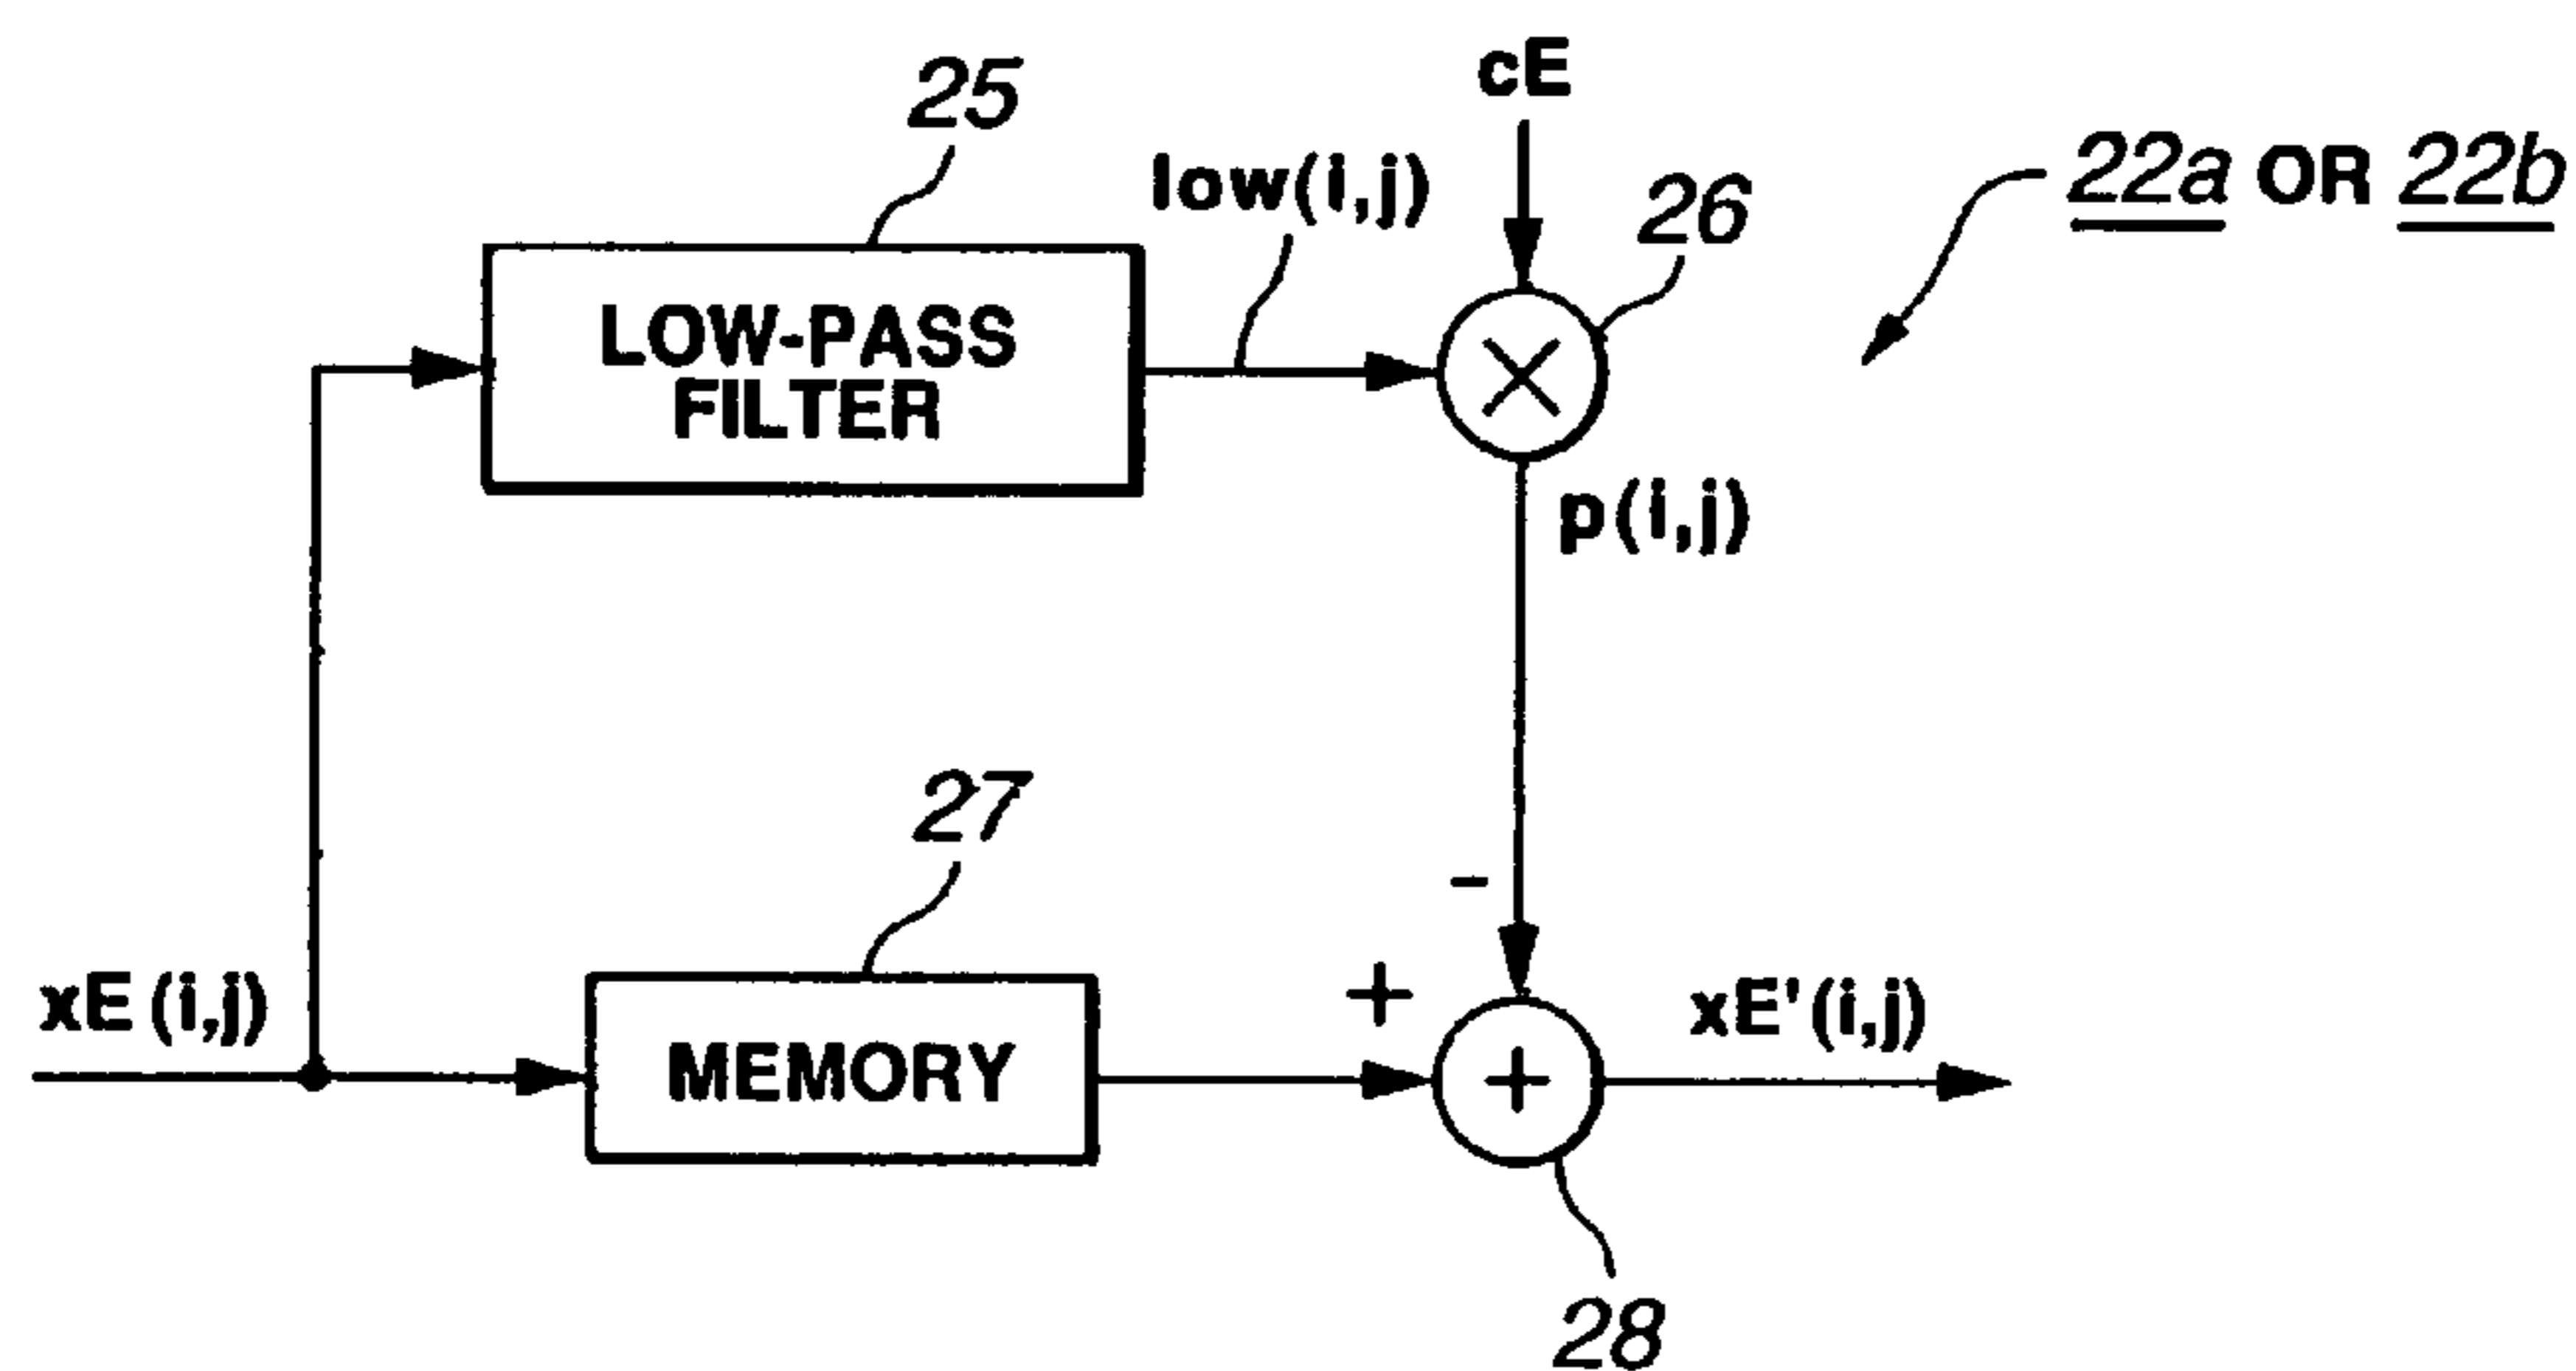 cE
25
low(i,j)
26
22a OR 22b
LOW-PASS
FILTER
×
p(i,j)
27
-
+
xE (i,j)
MEMORY
+
xE'(i,j)
28